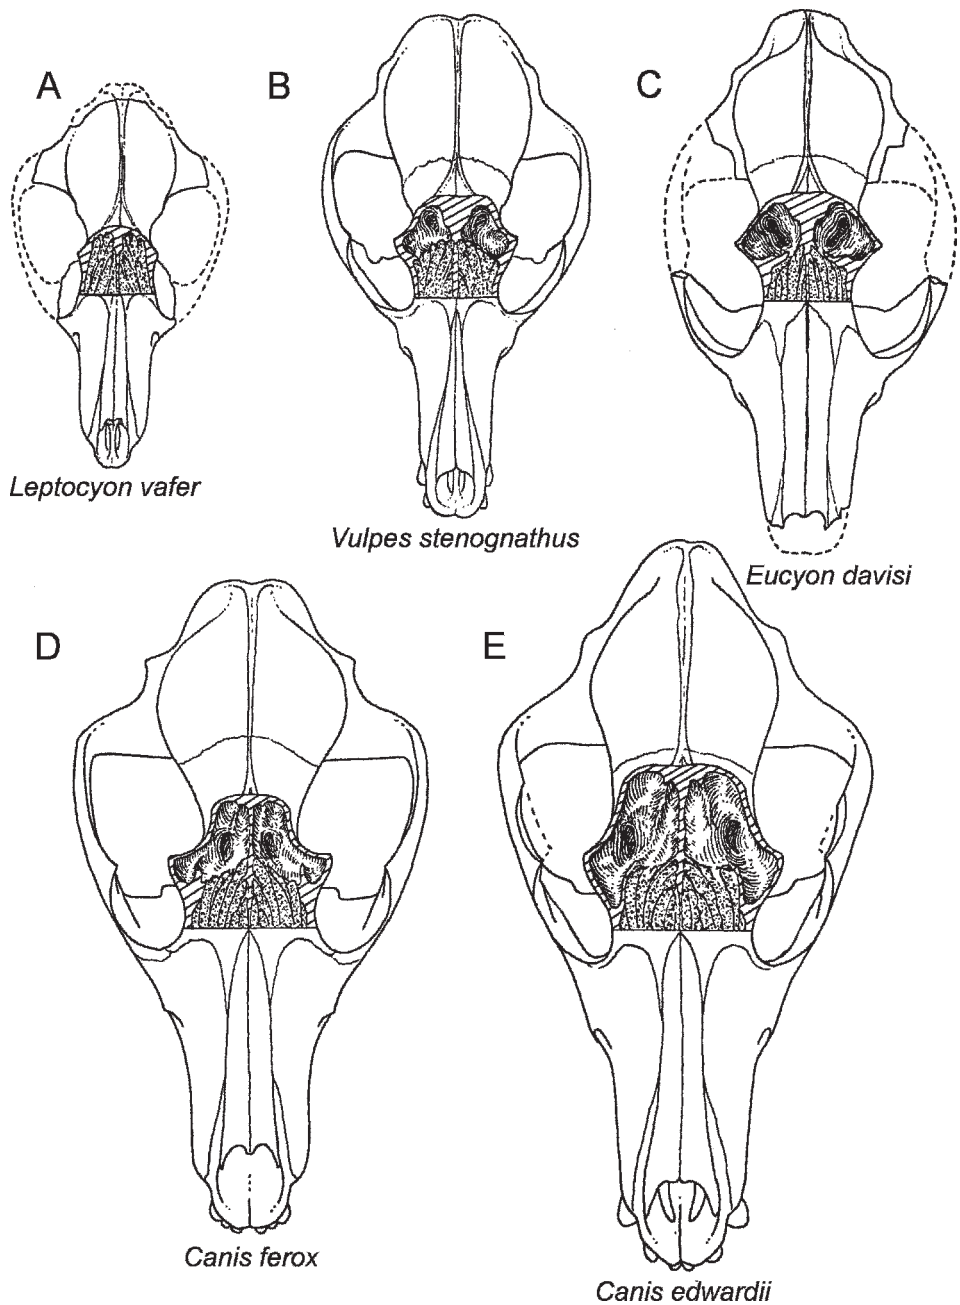 A
B
C
Leptocyon vafer
Vulpes stenognathus
Eucyon davisi
D
E
Canis ferox
Canis edwardii